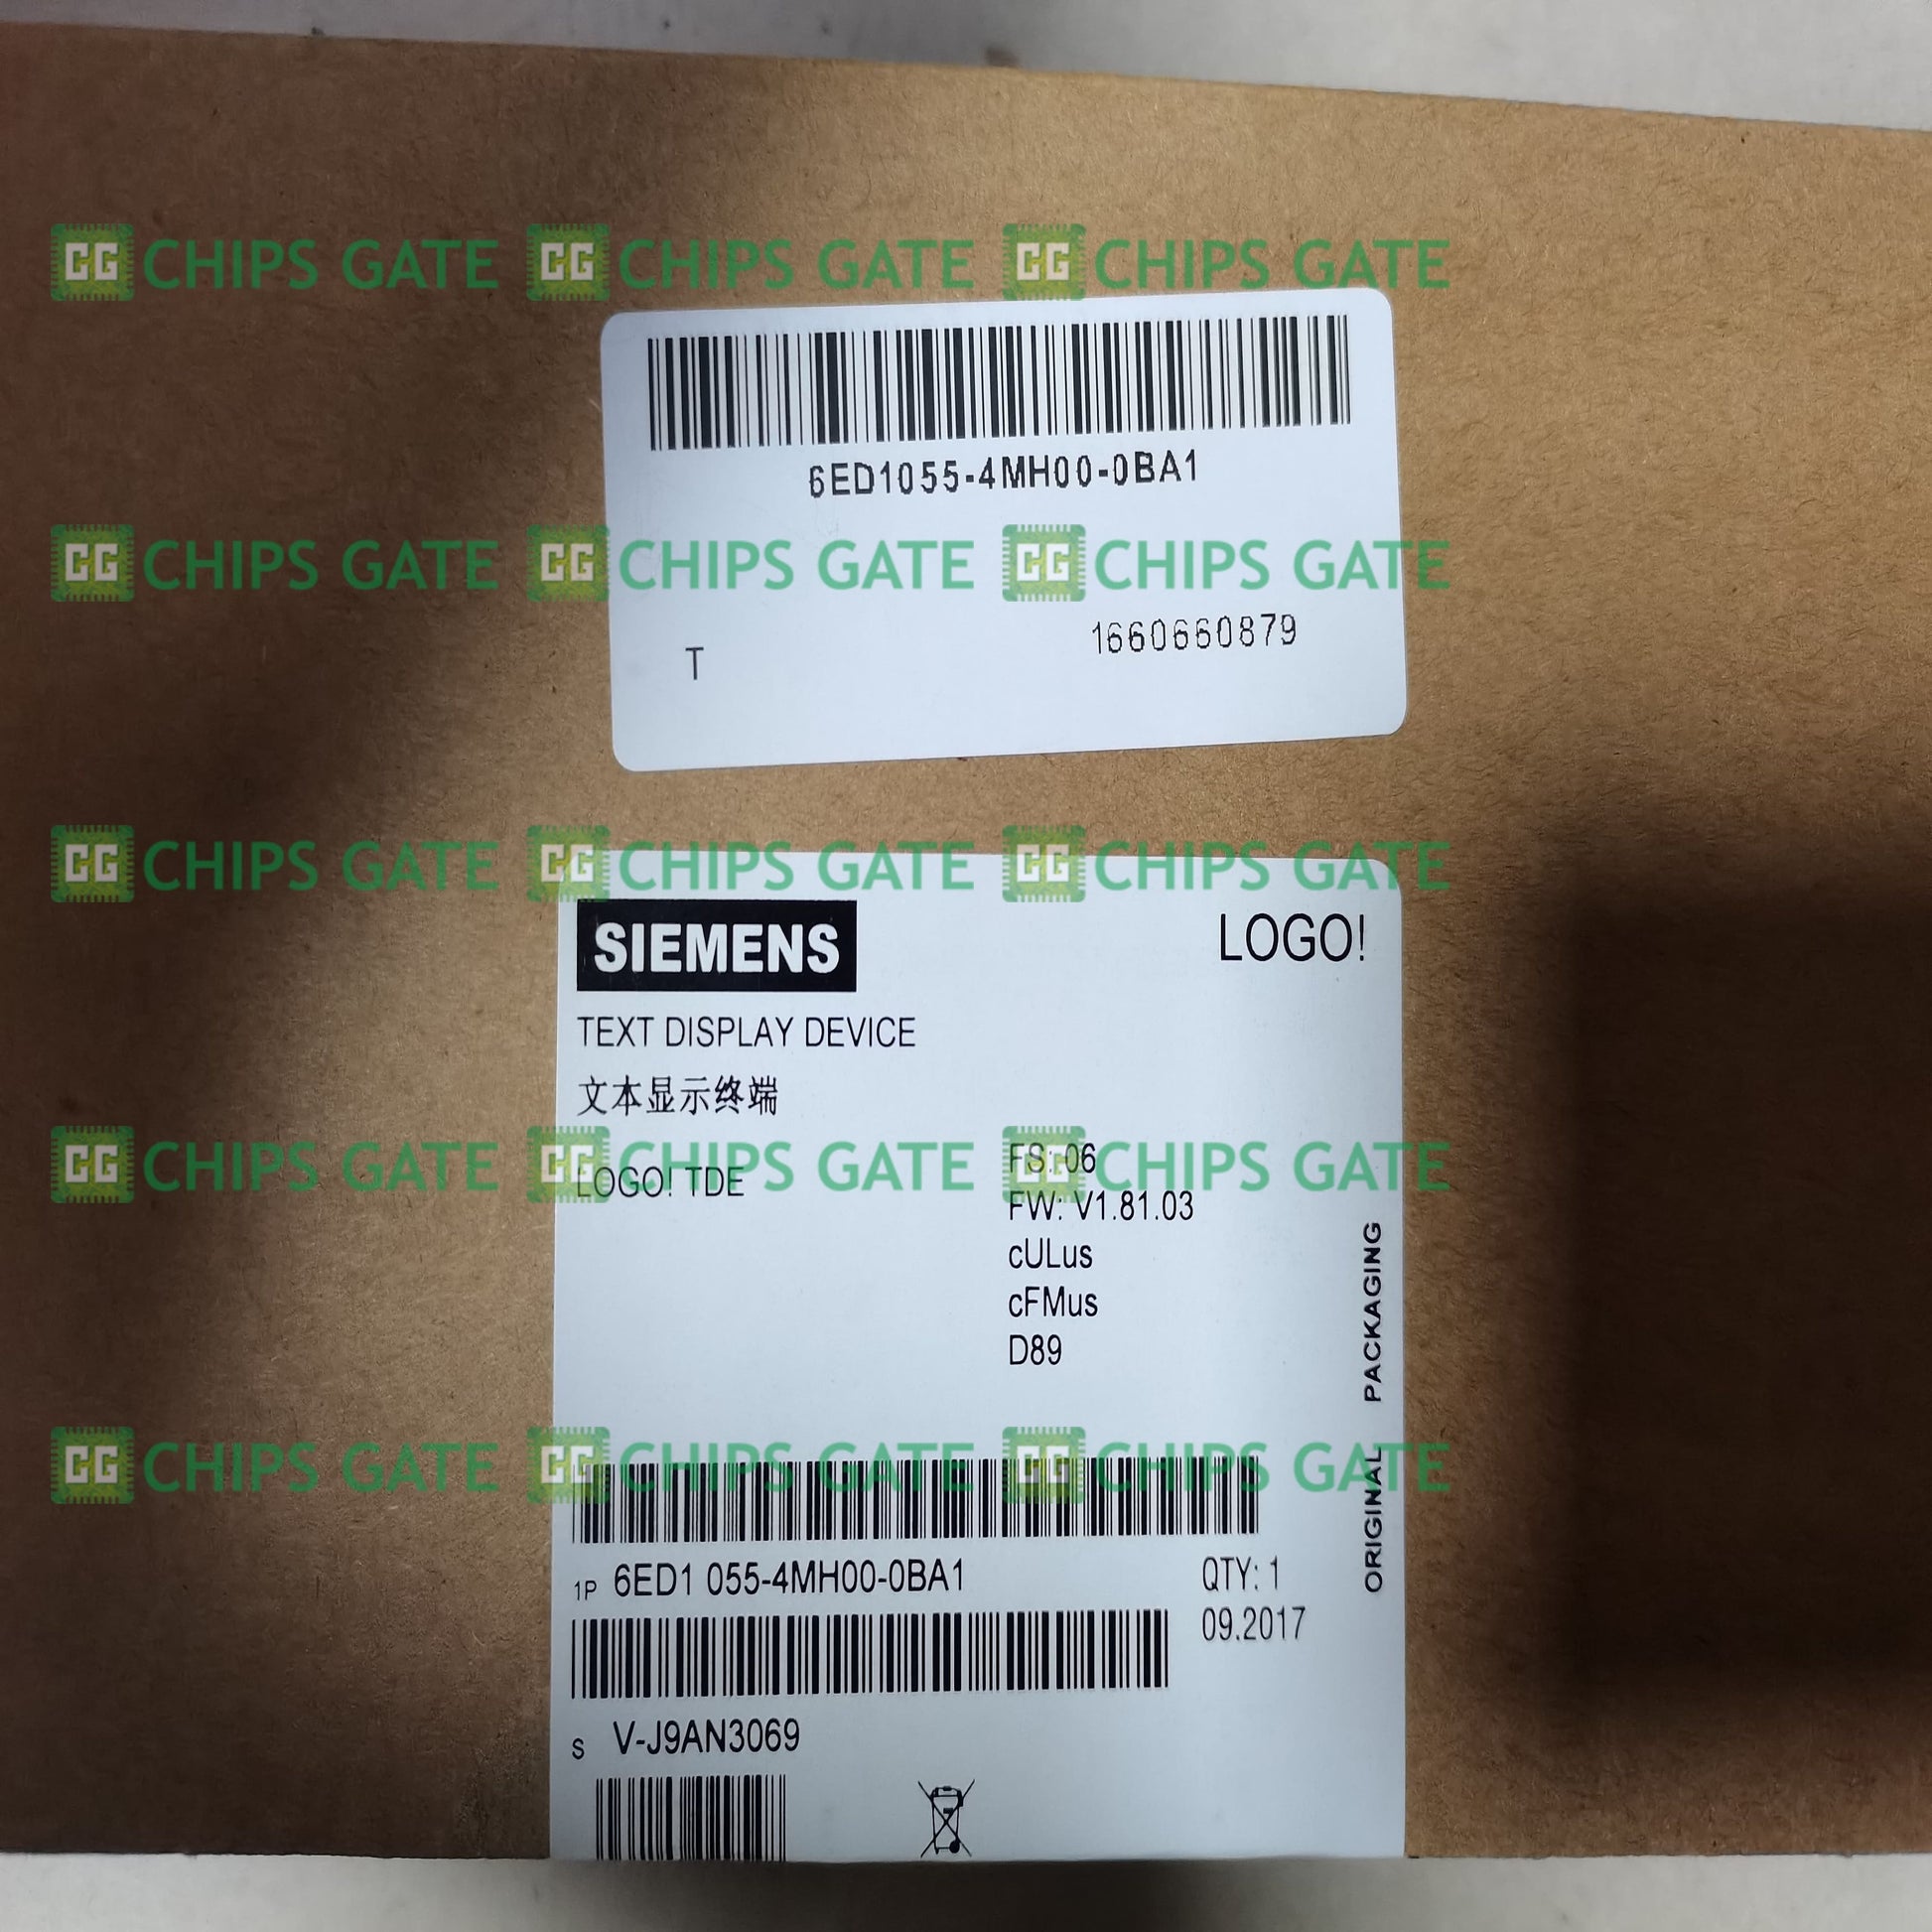 CG CHIPS GATE CG CHIPS GATE CG CHIPS GATE
6ED1055-4MH00-0BA1
CG CHIPS GATE CG CHIPS GATE CG CHIPS GATE
1660660879
T
CG CHIPS GATE CG CHIPS GATE CG CHIPS GATE
SIEMENS
LOGO!
TEXT DISPLAY DEVICE
文本显示终端
CG CHIPS GATE CG CHIPS GATE CG CHIPS GATE
LOGO! TDE
FS: 06
FW: V1.81.03
cULus
cFMus
D89
ORIGINAL PACKAGING
CG CHIPS GATE CG CHIPS GATE CG CHIPS GATE
1P 6ED1 055-4MH00-0BA1
QTY: 1
09.2017
S V-J9AN3069